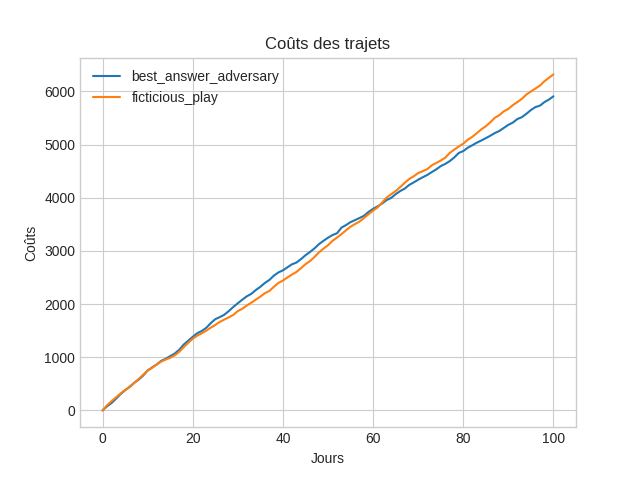 Coûts des trajets
best_answer_adversary
ficticious_play
Coûts
6000
5000
4000
3000
2000
1000
0
0 20 40 60 80 100
Jours